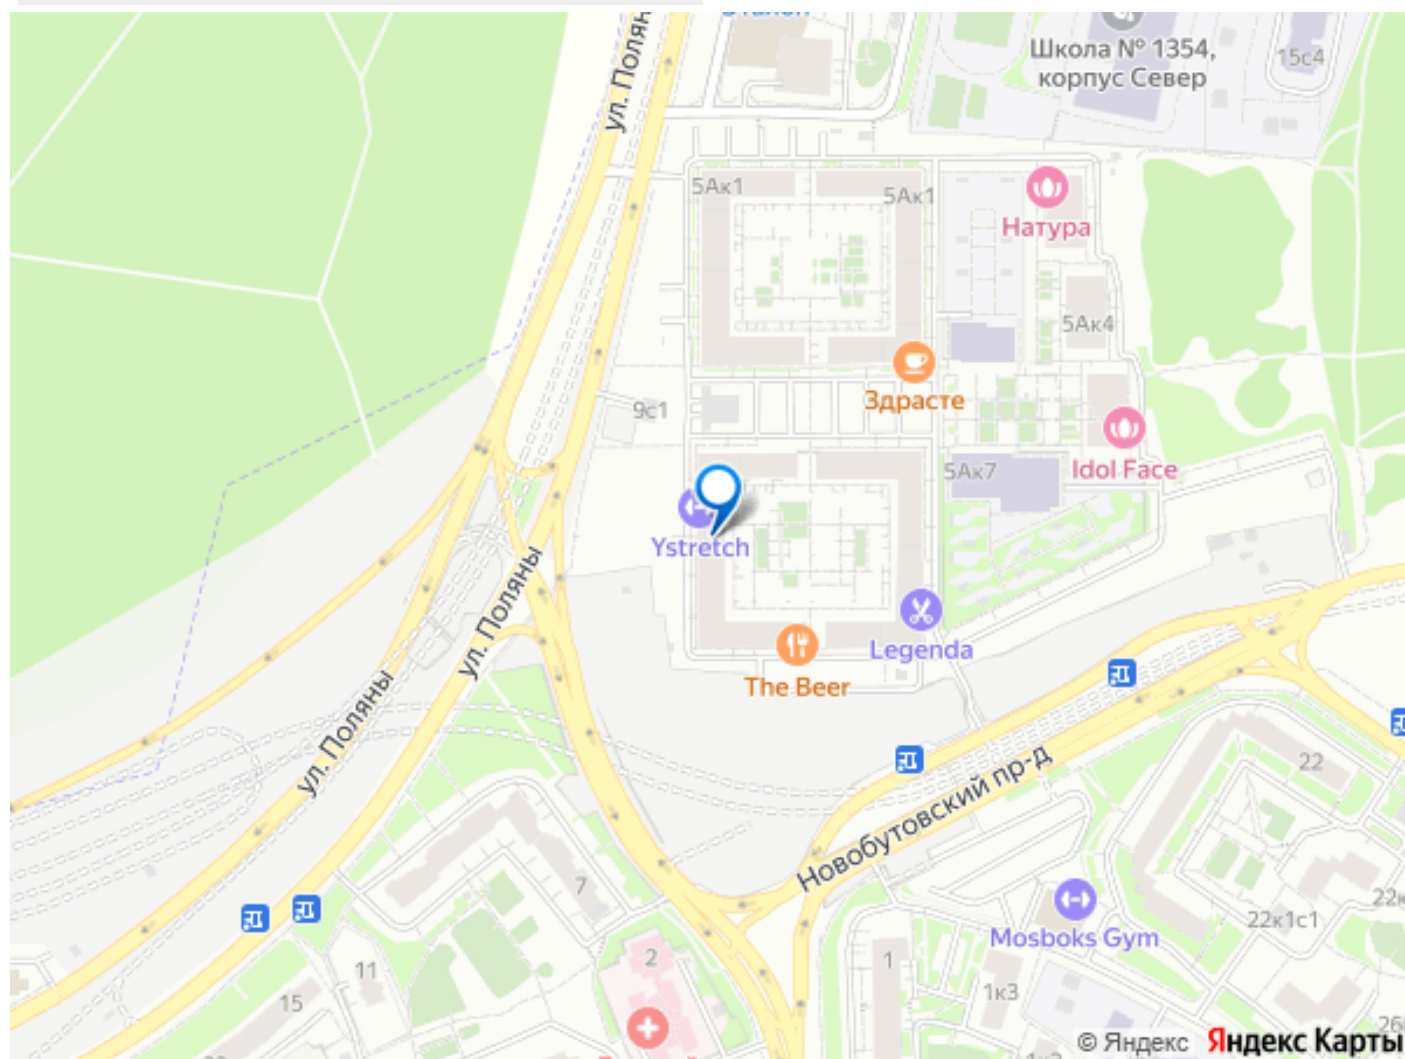 Эталон
ул. Поляны
Школа № 1354,
корпус Север
15с4
5Ак1
5Ак1
Натура
5Ак4
Здрасте
9с1
5Ак7
Idol Face
Ystretch
ул. Поляны
Legenda
The Beer
ул. Поляны
Новобутовский пр-д
22
7
22к1с1
Mosboks Gym
2
1
11
15
1к3
© Яндекс Яндекс Карты